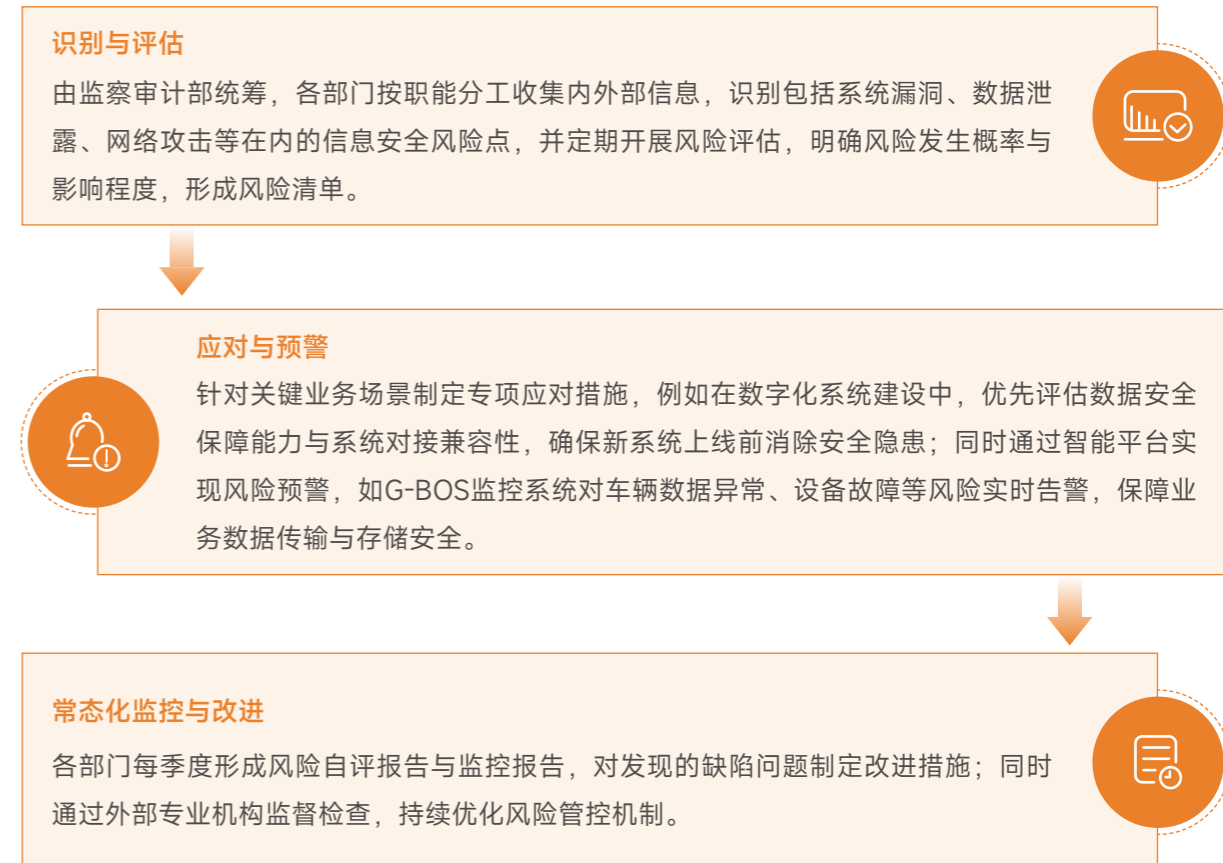 识别与评估
由监察审计部统筹，各部门按职能分工收集内外部信息，识别包括系统漏洞、数据泄
露、网络攻击等在内的信息安全风险点，并定期开展风险评估，明确风险发生概率与
影响程度，形成风险清单。
应对与预警
针对关键业务场景制定专项应对措施，例如在数字化系统建设中，优先评估数据安全
保障能力与系统对接兼容性，确保新系统上线前消除安全隐患；同时通过智能平台实
现风险预警，如G-BOS监控系统对车辆数据异常、设备故障等风险实时告警，保障业
务数据传输与存储安全。
常态化监控与改进
各部门每季度形成风险自评报告与监控报告，对发现的缺陷问题制定改进措施；同时
通过外部专业机构监督检查，持续优化风险管控机制。